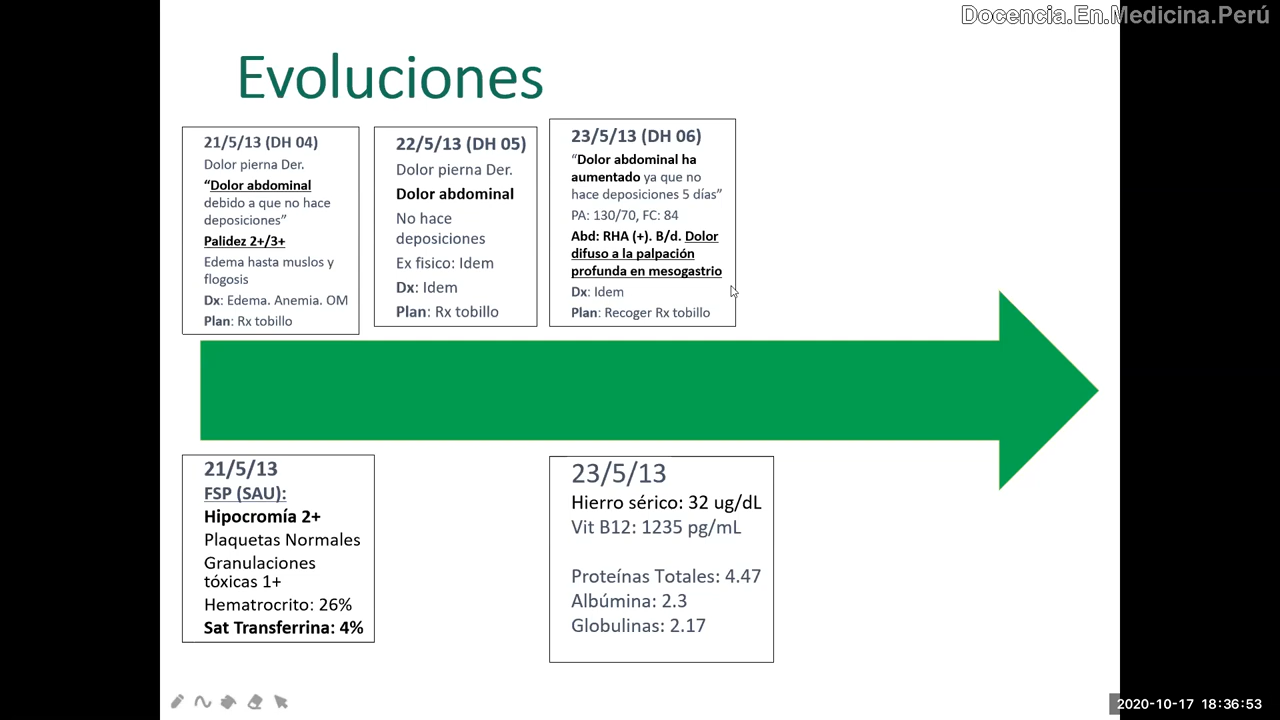 Docencia.En.Medicina.Perú
Evoluciones
21/5/13 (DH 04)
Dolor pierna Der.
“Dolor abdominal
debido a que no hace
deposiciones”
Palidez 2+/3+
Edema hasta muslos y
flogosis
Dx: Edema. Anemia. OM
Plan: Rx tobillo
22/5/13 (DH 05)
Dolor pierna Der.
Dolor abdominal
No hace
deposiciones
Ex fisico: Idem
Dx: Idem
Plan: Rx tobillo
23/5/13 (DH 06)
“Dolor abdominal ha
aumentado ya que no
hace deposiciones 5 días”
PA: 130/70, FC: 84
Abd: RHA (+). B/d. Dolor
difuso a la palpación
profunda en mesogastrio
Dx: Idem
Plan: Recoger Rx tobillo
21/5/13
FSP (SAU):
Hipocromía 2+
Plaquetas Normales
Granulaciones
tóxicas 1+
Hematrocrito: 26%
Sat Transferrina: 4%
23/5/13
Hierro sérico: 32 ug/dL
Vit B12: 1235 pg/mL
Proteínas Totales: 4.47
Albúmina: 2.3
Globulinas: 2.17
2020-10-17 18:36:53